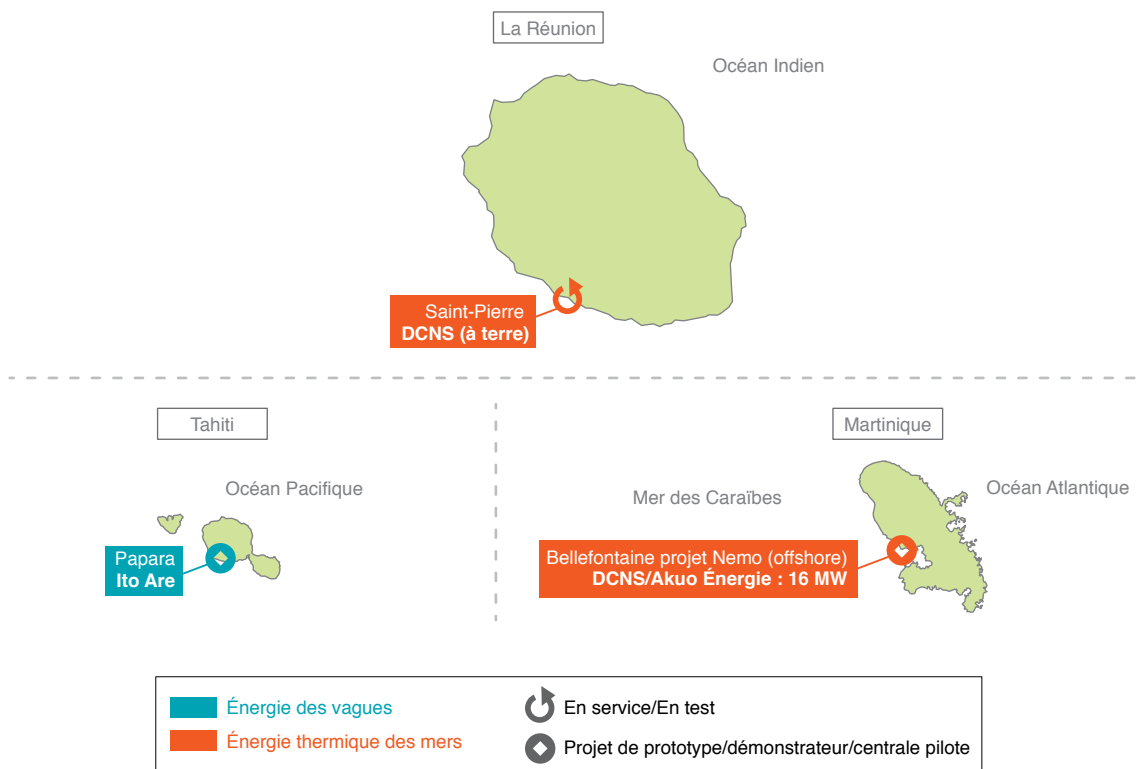 La Réunion
Océan Indien
Saint-Pierre
DCNS (à terre)
Tahiti
Océan Pacifique
Papara
Ito Are
Martinique
Mer des Caraïbes
Océan Atlantique
Bellefontaine projet Nemo (offshore)
DCNS/Akuo Énergie : 16 MW
Énergie des vagues
Énergie thermique des mers
En service/En test
Projet de prototype/démonstrateur/centrale pilote